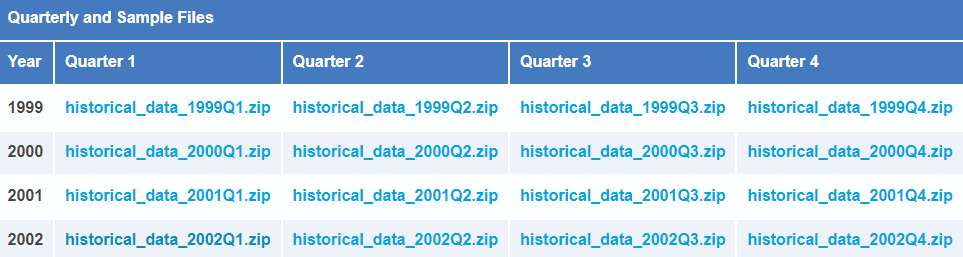 Quarterly and Sample Files
Year Quarter 1 Quarter 2 Quarter 3 Quarter 4
1999 historical_data_1999Q1.zip historical_data_1999Q2.zip historical_data_1999Q3.zip historical_data_1999Q4.zip
2000 historical_data_2000Q1.zip historical_data_2000Q2.zip historical_data_2000Q3.zip historical_data_2000Q4.zip
2001 historical_data_2001Q1.zip historical_data_2001Q2.zip historical_data_2001Q3.zip historical_data_2001Q4.zip
2002 historical_data_2002Q1.zip historical_data_2002Q2.zip historical_data_2002Q3.zip historical_data_2002Q4.zip